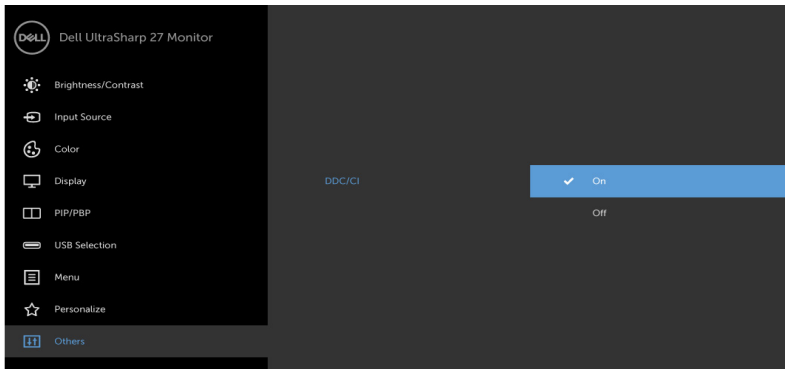 DELL
Dell UltraSharp 27 Monitor
Brightness/Contrast
Input Source
Color
Display
DDC/CI
On
PIP/PBP
Off
USB Selection
Menu
Personalize
Others